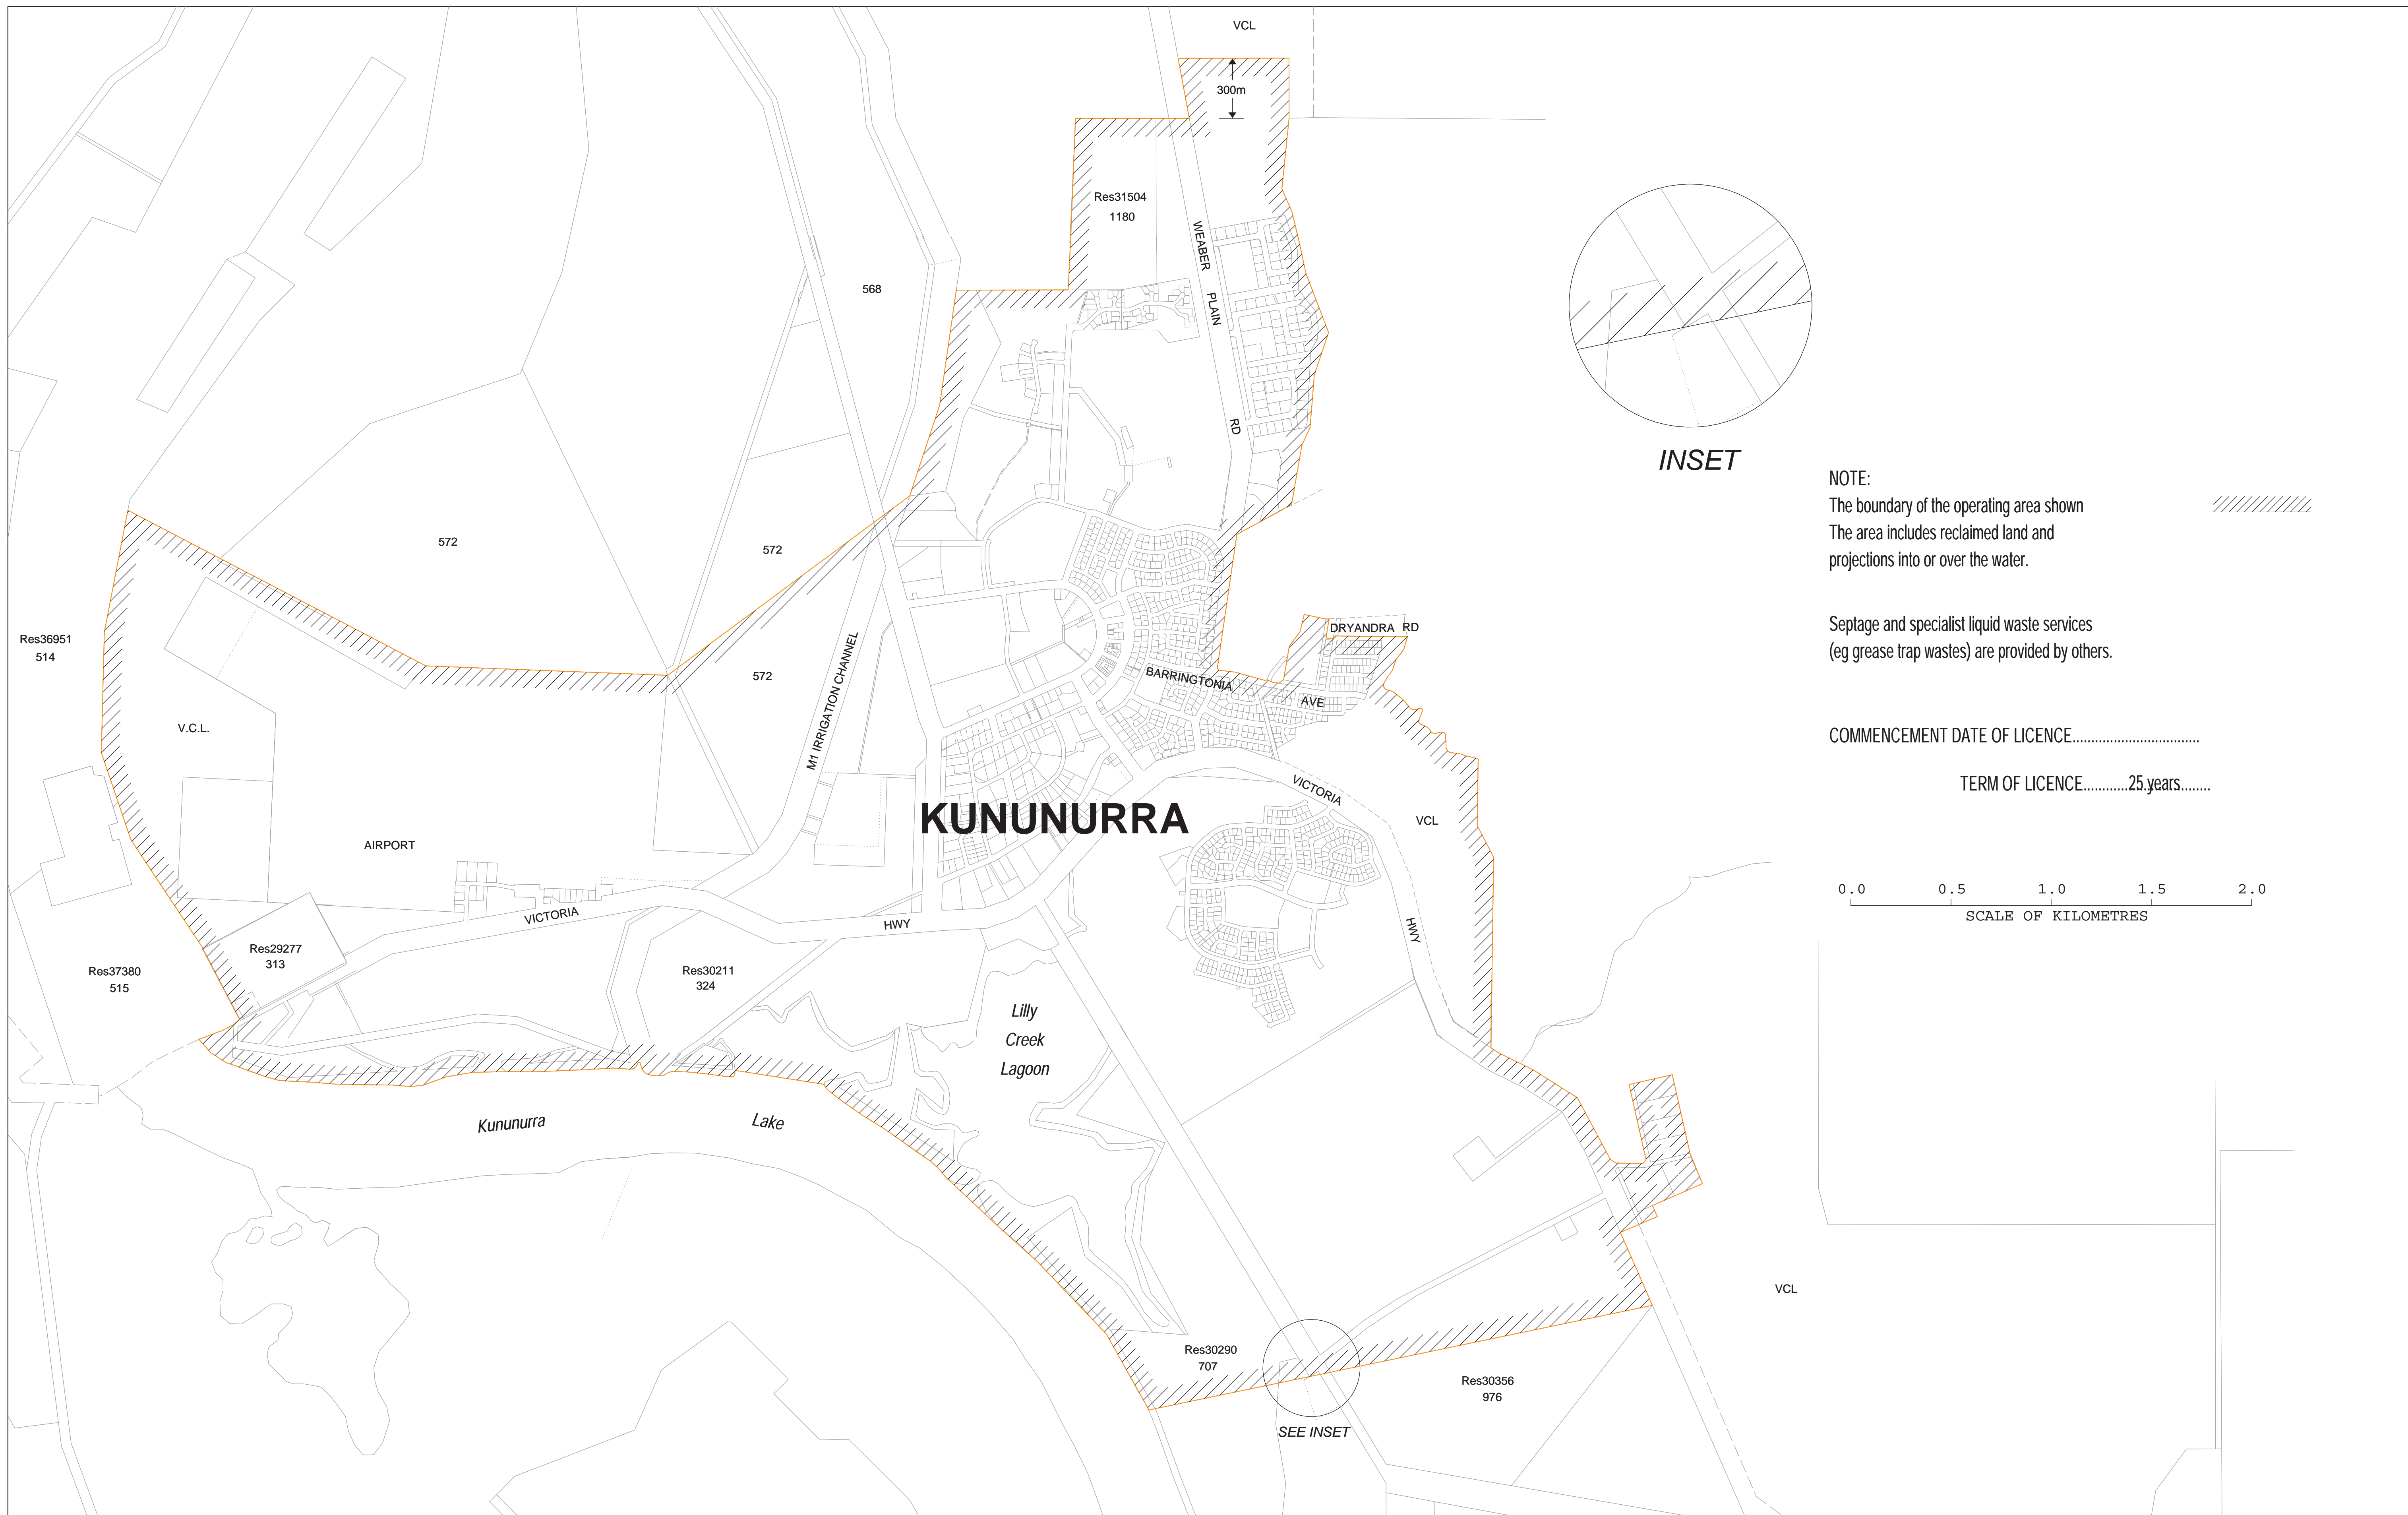 VCL
300m
Res31504
1180
WEABER PLAIN RD
568
INSET
NOTE:
The boundary of the operating area shown
The area includes reclaimed land and
projections into or over the water.
Septage and specialist liquid waste services
(eg grease trap wastes) are provided by others.
COMMENCEMENT DATE OF LICENCE..................................
TERM OF LICENCE............25 years........
0.0 0.5 1.0 1.5 2.0
SCALE OF KILOMETRES
572
572
572
Res36951
514
V.C.L.
M1 IRRIGATION CHANNEL
DRYANDRA RD
BARRINGTONIA AVE
KUNUNURRA
VICTORIA HWY
VCL
AIRPORT
VICTORIA HWY
Res29277
313
Res37380
515
Res30211
324
Lilly
Creek
Lagoon
Kununurra Lake
VCL
Res30290
707
Res30356
976
SEE INSET